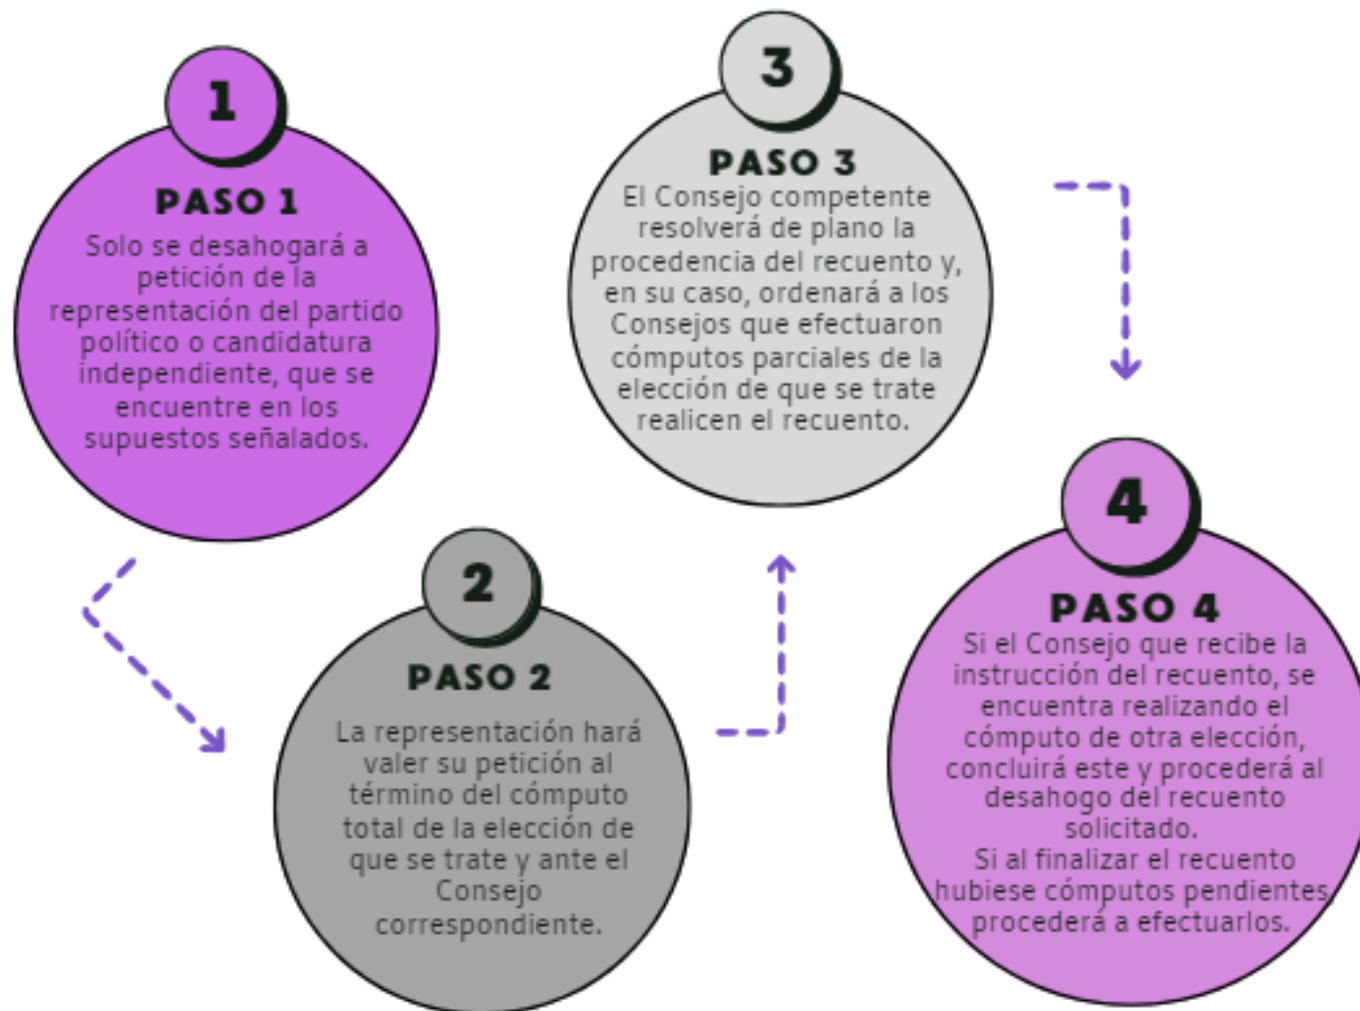 1
PASO 1
Solo se desahogará a
petición de la
representación del partido
político o candidatura
independiente, que se
encuentre en los
supuestos señalados.
2
PASO 2
La representación hará
valer su petición al
término del cómputo
total de la elección de
que se trate y ante el
Consejo
correspondiente.
3
PASO 3
El Consejo competente
resolverá de plano la
procedencia del recuento y,
en su caso, ordenará a los
Consejos que efectuaron
cómputos parciales de la
elección de que se trate
realicen el recuento.
4
PASO 4
Si el Consejo que recibe la
instrucción del recuento, se
encuentra realizando el
cómputo de otra elección,
concluirá este y procederá al
desahogo del recuento
solicitado.
Si al finalizar el recuento
hubiese cómputos pendientes,
procederá a efectuarlos.